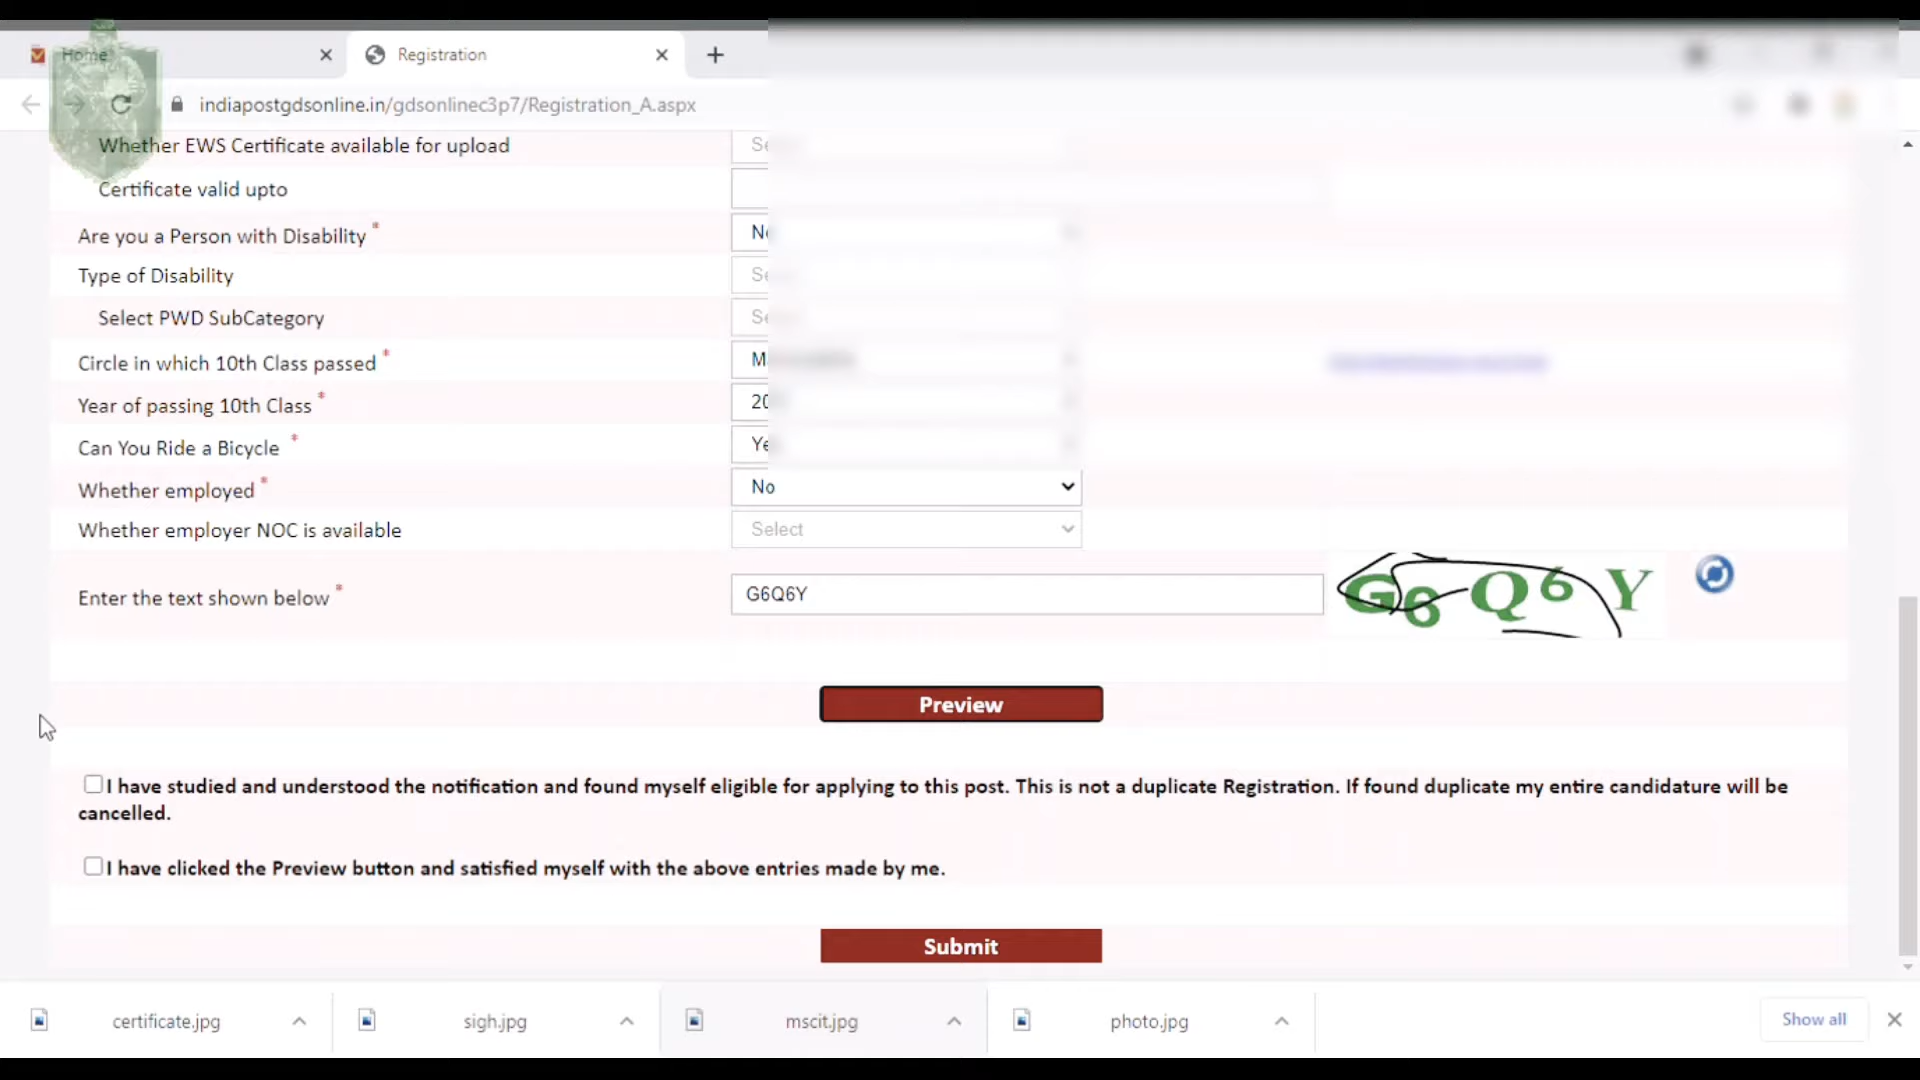 Home
Registration
indiapostgdsonline.in/gdsonlinec3p7/Registration_A.aspx
Whether EWS Certificate available for upload
Certificate valid upto
Are you a Person with Disability * No
Type of Disability
Select PWD SubCategory
Circle in which 10th Class passed *
Year of passing 10th Class *
Can You Ride a Bicycle *
Whether employed * No
Whether employer NOC is available Select
Enter the text shown below * G6Q6Y G6Q6Y
Preview
I have studied and understood the notification and found myself eligible for applying to this post. This is not a duplicate Registration. If found duplicate my entire candidature will be
cancelled.
I have clicked the Preview button and satisfied myself with the above entries made by me.
Submit
certificate.jpg sigh.jpg mscit.jpg photo.jpg Show all